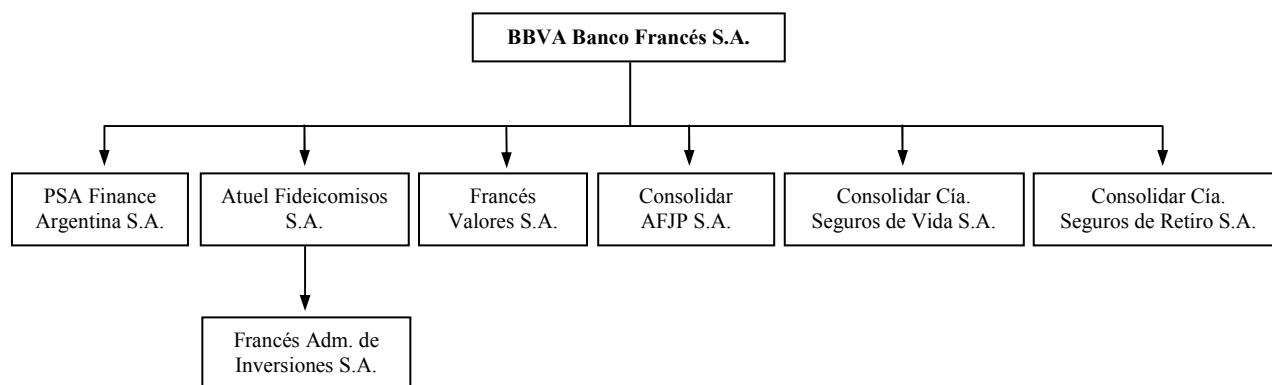 BBVA Banco Francés S.A.
PSA Finance
Argentina S.A.
Atuel Fideicomisos
S.A.
Francés
Valores S.A.
Consolidar
AFJP S.A.
Consolidar Cía.
Seguros de Vida S.A.
Consolidar Cía.
Seguros de Retiro S.A.
Francés Adm. de
Inversiones S.A.